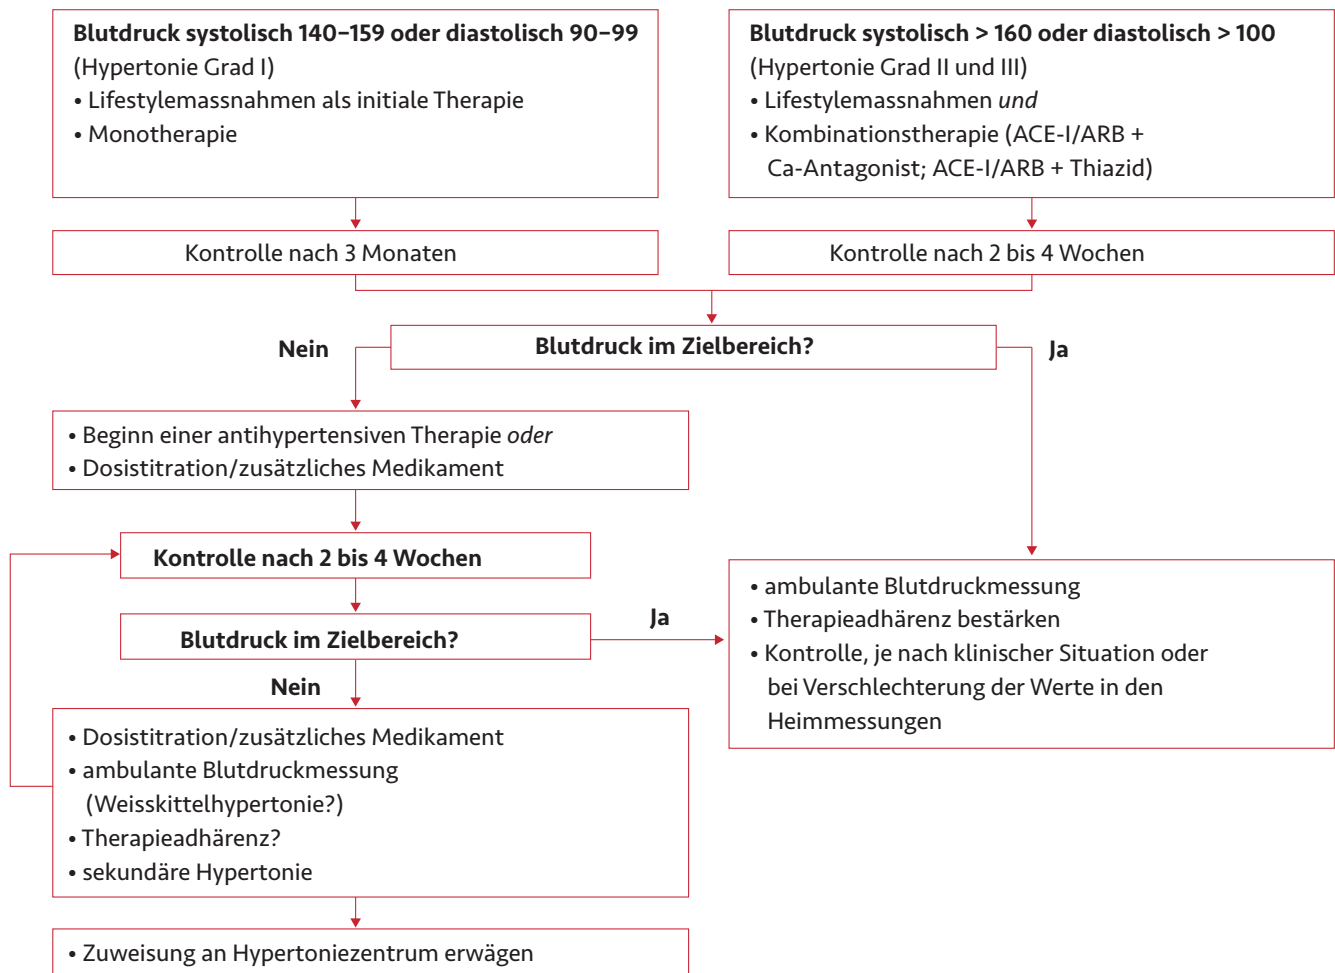 Blutdruck systolisch 140–159 oder diastolisch 90–99
(Hypertonie Grad I)
• Lifestylemassnahmen als initiale Therapie
• Monotherapie
Blutdruck systolisch > 160 oder diastolisch > 100
(Hypertonie Grad II und III)
• Lifestylemassnahmen und
• Kombinationstherapie (ACE-I/ARB +
Ca-Antagonist; ACE-I/ARB + Thiazid)
Kontrolle nach 3 Monaten
Kontrolle nach 2 bis 4 Wochen
Nein
Blutdruck im Zielbereich?
Ja
• Beginn einer antihypertensiven Therapie oder
• Dosistitration/zusätzliches Medikament
Kontrolle nach 2 bis 4 Wochen
Blutdruck im Zielbereich?
Ja
• ambulante Blutdruckmessung
• Therapieadhärenz bestärken
• Kontrolle, je nach klinischer Situation oder
bei Verschlechterung der Werte in den
Heimmessungen
Nein
• Dosistitration/zusätzliches Medikament
• ambulante Blutdruckmessung
(Weisskittelhypertonie?)
• Therapieadhärenz?
• sekundäre Hypertonie
• Zuweisung an Hypertoniezentrum erwägen